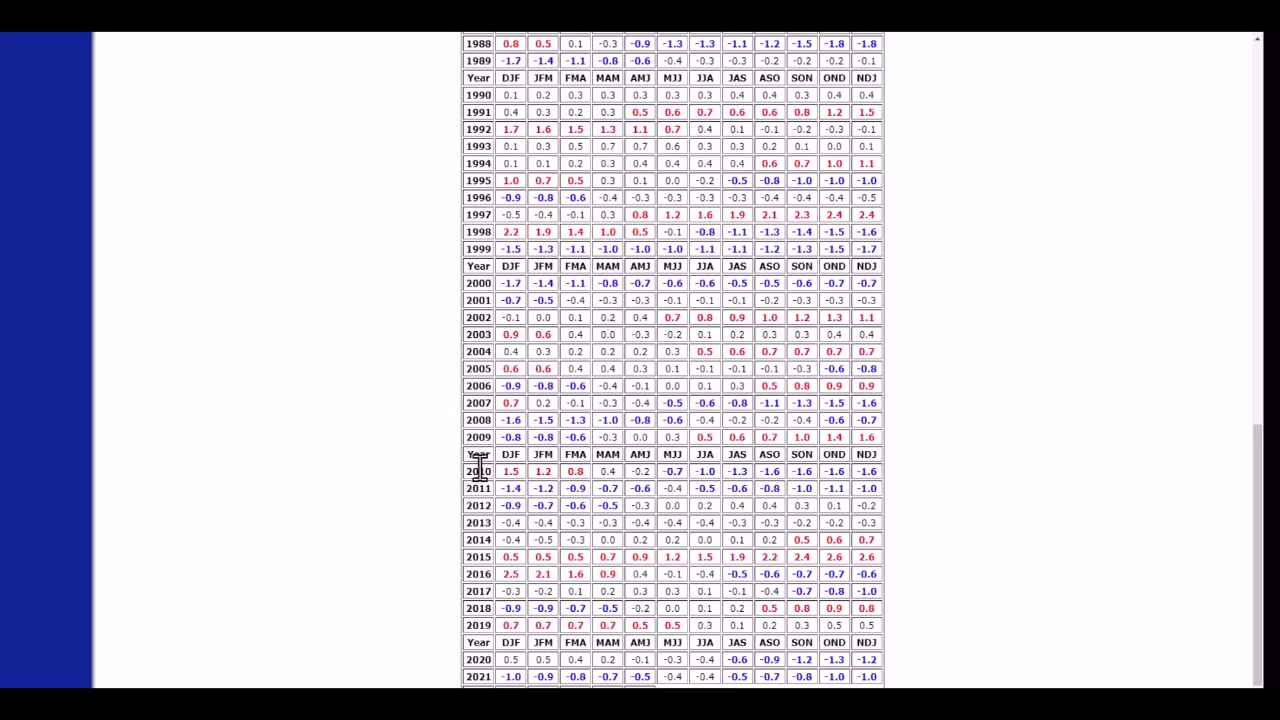 1988 0.8 0.5 0.1 -0.3 -0.9 -1.3 -1.3 -1.1 -1.2 -1.5 -1.8 -1.8
1989 -1.7 -1.4 -1.1 -0.8 -0.6 -0.4 -0.3 -0.3 -0.2 -0.2 -0.2 -0.1
Year DJF JFM FMA MAM AMJ MJJ JJA JAS ASO SON OND NDJ
1990 0.1 0.2 0.3 0.3 0.3 0.3 0.3 0.4 0.4 0.3 0.4 0.4
1991 0.4 0.3 0.2 0.3 0.5 0.6 0.7 0.6 0.6 0.8 1.2 1.5
1992 1.7 1.6 1.5 1.3 1.1 0.7 0.4 0.1 -0.1 -0.2 -0.3 -0.1
1993 0.1 0.3 0.5 0.7 0.7 0.6 0.3 0.3 0.2 0.1 0.0 0.1
1994 0.1 0.1 0.2 0.3 0.4 0.4 0.4 0.4 0.6 0.7 1.0 1.1
1995 1.0 0.7 0.5 0.3 0.1 0.0 -0.2 -0.5 -0.8 -1.0 -1.0 -1.0
1996 -0.9 -0.8 -0.6 -0.4 -0.3 -0.3 -0.3 -0.3 -0.4 -0.4 -0.4 -0.5
1997 -0.5 -0.4 -0.1 0.3 0.8 1.2 1.6 1.9 2.1 2.3 2.4 2.4
1998 2.2 1.9 1.4 1.0 0.5 -0.1 -0.8 -1.1 -1.3 -1.4 -1.5 -1.6
1999 -1.5 -1.3 -1.1 -1.0 -1.0 -1.0 -1.1 -1.1 -1.2 -1.3 -1.5 -1.7
Year DJF JFM FMA MAM AMJ MJJ JJA JAS ASO SON OND NDJ
2000 -1.7 -1.4 -1.1 -0.8 -0.7 -0.6 -0.6 -0.5 -0.5 -0.6 -0.7 -0.7
2001 -0.7 -0.5 -0.4 -0.3 -0.3 -0.1 -0.1 -0.1 -0.2 -0.3 -0.3 -0.3
2002 -0.1 0.0 0.1 0.2 0.4 0.7 0.8 0.9 1.0 1.2 1.3 1.1
2003 0.9 0.6 0.4 0.0 -0.3 -0.2 0.1 0.2 0.3 0.3 0.4 0.4
2004 0.4 0.3 0.2 0.2 0.2 0.3 0.5 0.6 0.7 0.7 0.7 0.7
2005 0.6 0.6 0.4 0.4 0.3 0.1 -0.1 -0.1 -0.1 -0.3 -0.6 -0.8
2006 -0.9 -0.8 -0.6 -0.4 -0.1 0.0 0.1 0.3 0.5 0.8 0.9 0.9
2007 0.7 0.2 -0.1 -0.3 -0.4 -0.5 -0.6 -0.8 -1.1 -1.3 -1.5 -1.6
2008 -1.6 -1.5 -1.3 -1.0 -0.8 -0.6 -0.4 -0.2 -0.2 -0.4 -0.6 -0.7
2009 -0.8 -0.8 -0.6 -0.3 0.0 0.3 0.5 0.6 0.7 1.0 1.4 1.6
Year DJF JFM FMA MAM AMJ MJJ JJA JAS ASO SON OND NDJ
2010 1.5 1.2 0.8 0.4 -0.2 -0.7 -1.0 -1.3 -1.6 -1.6 -1.6 -1.6
2011 -1.4 -1.2 -0.9 -0.7 -0.6 -0.4 -0.5 -0.6 -0.8 -1.0 -1.1 -1.0
2012 -0.9 -0.7 -0.6 -0.5 -0.3 0.0 0.2 0.4 0.4 0.3 0.1 -0.2
2013 -0.4 -0.4 -0.3 -0.3 -0.4 -0.4 -0.4 -0.3 -0.3 -0.2 -0.2 -0.3
2014 -0.4 -0.5 -0.3 0.0 0.2 0.2 0.0 0.1 0.2 0.5 0.6 0.7
2015 0.5 0.5 0.5 0.7 0.9 1.2 1.5 1.9 2.2 2.4 2.6 2.6
2016 2.5 2.1 1.6 0.9 0.4 -0.1 -0.4 -0.5 -0.6 -0.7 -0.7 -0.6
2017 -0.3 -0.2 0.1 0.2 0.3 0.3 0.1 -0.1 -0.4 -0.7 -0.8 -1.0
2018 -0.9 -0.9 -0.7 -0.5 -0.2 0.0 0.1 0.2 0.5 0.8 0.9 0.8
2019 0.7 0.7 0.7 0.7 0.5 0.5 0.3 0.1 0.2 0.3 0.5 0.5
Year DJF JFM FMA MAM AMJ MJJ JJA JAS ASO SON OND NDJ
2020 0.5 0.5 0.4 0.2 -0.1 -0.3 -0.4 -0.6 -0.9 -1.2 -1.3 -1.2
2021 -1.0 -0.9 -0.8 -0.7 -0.5 -0.4 -0.4 -0.5 -0.7 -0.8 -1.0 -1.0